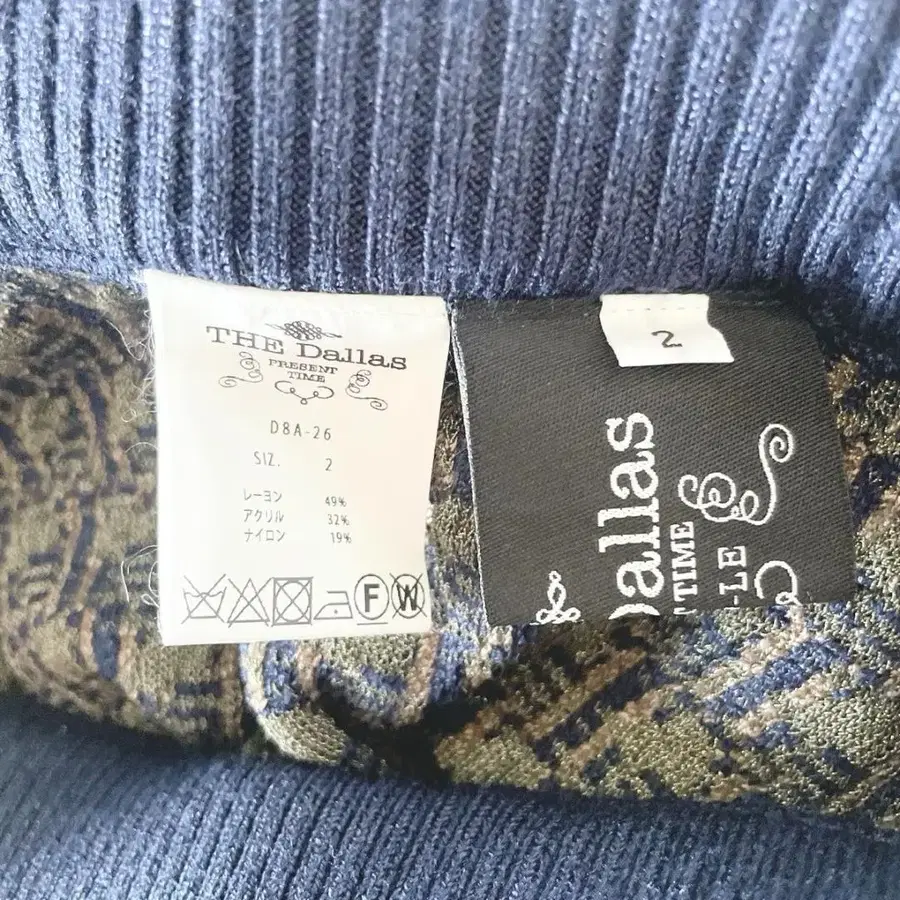 THE Dallas
PRESENT
TIME
D8A-26
SIZ. 2
レーヨン 49%
アクリル 32%
ナイロン 19%
F
W
2
Dallas
TIME
-LE